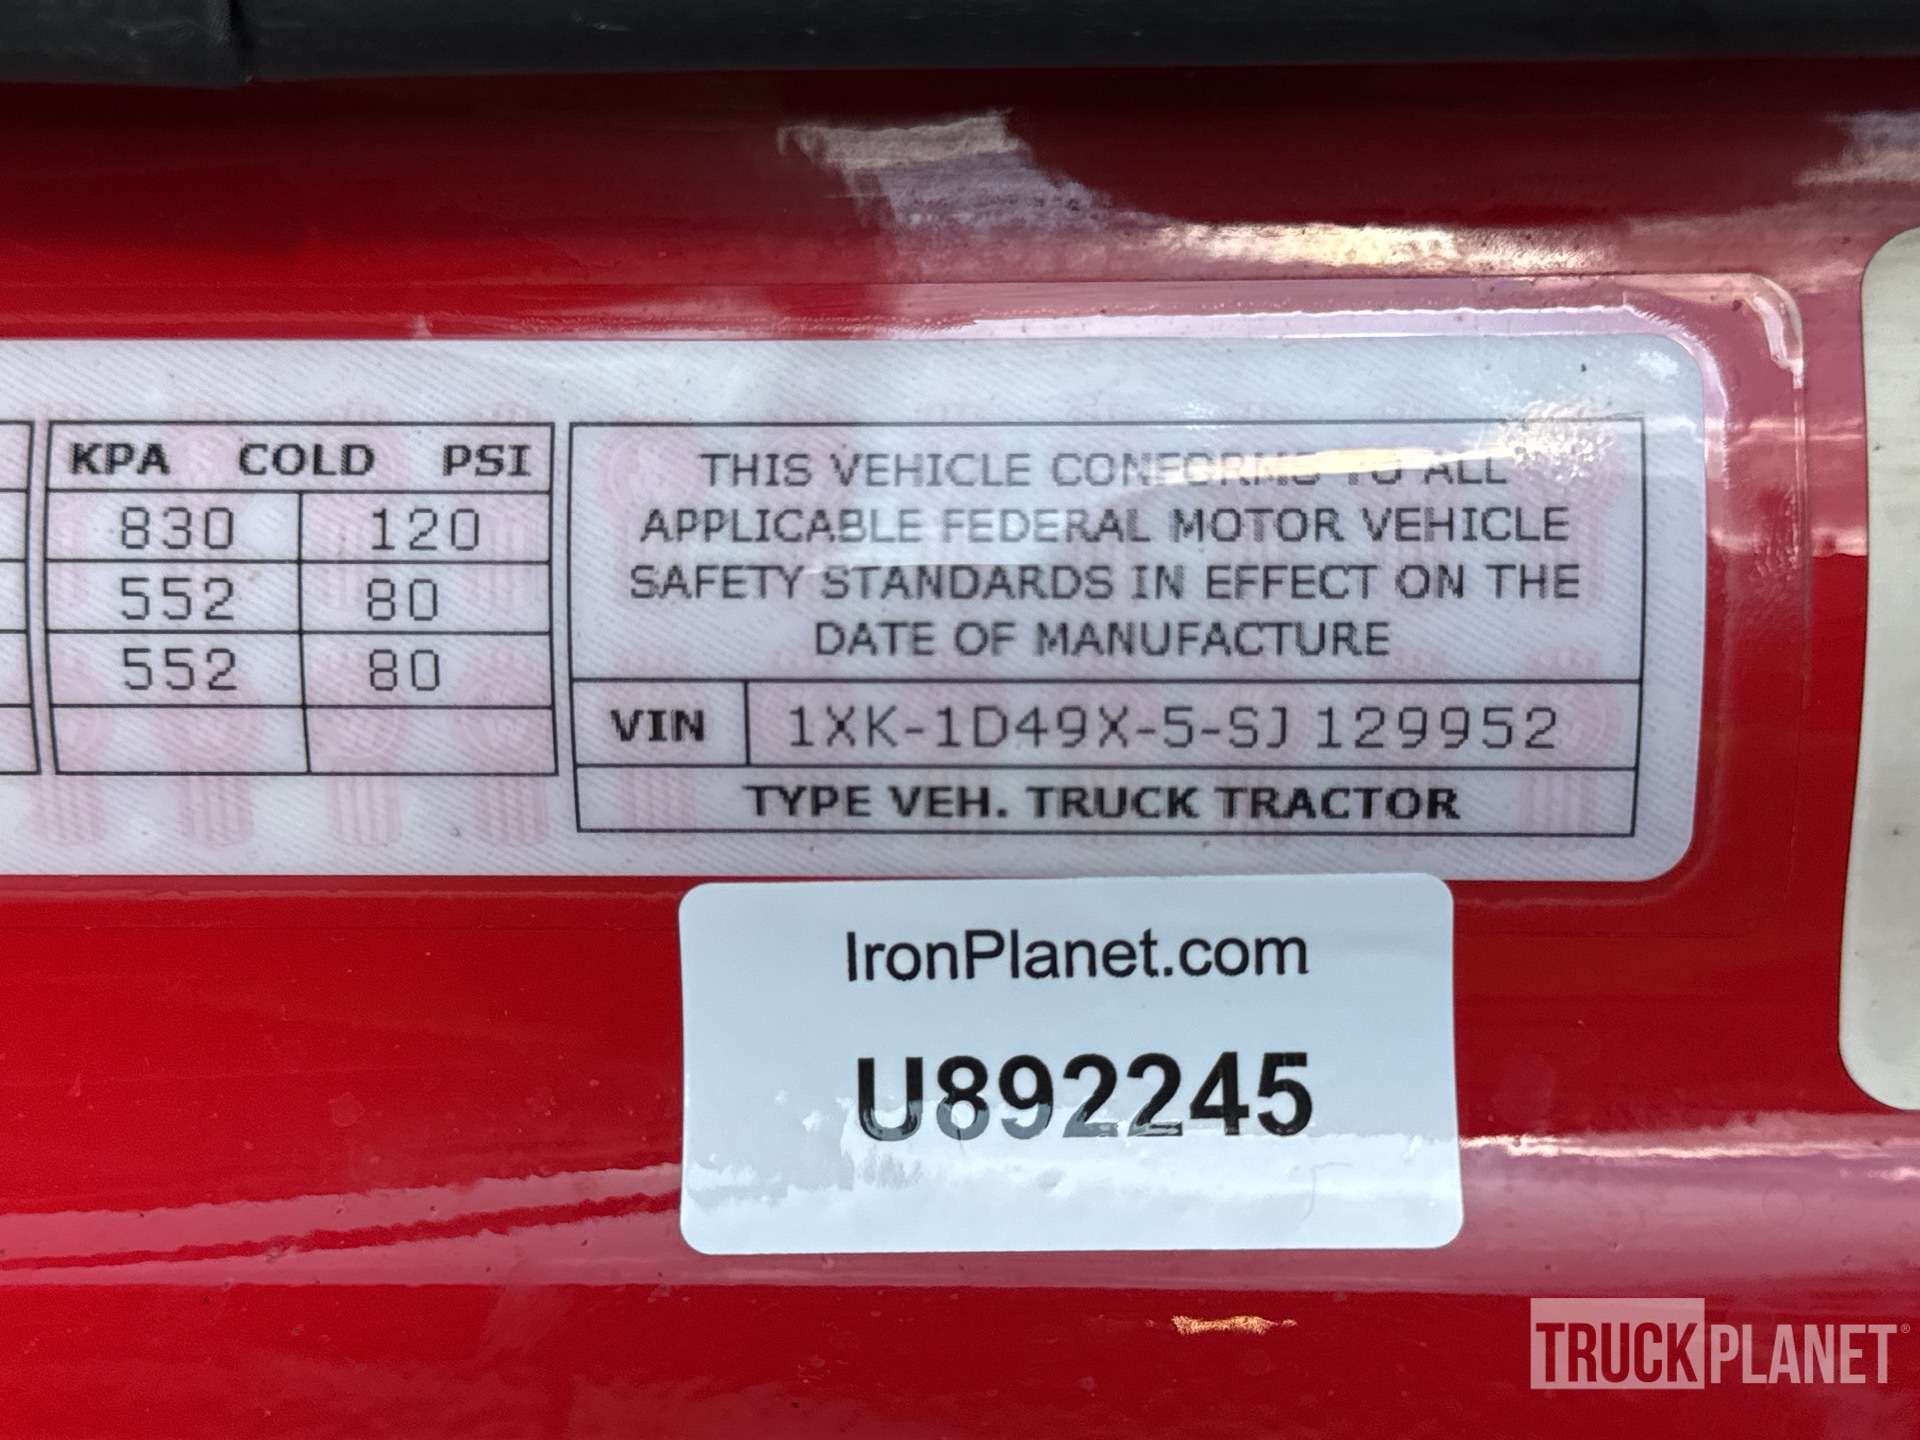 KPA COLD PSI
830 120
552 80
552 80
THIS VEHICLE CONFORMS TO ALL
APPLICABLE FEDERAL MOTOR VEHICLE
SAFETY STANDARDS IN EFFECT ON THE
DATE OF MANUFACTURE
VIN 1XK-1D49X-5-SJ 129952
TYPE VEH. TRUCK TRACTOR
IronPlanet.com
U892245
TRUCKPLANET®